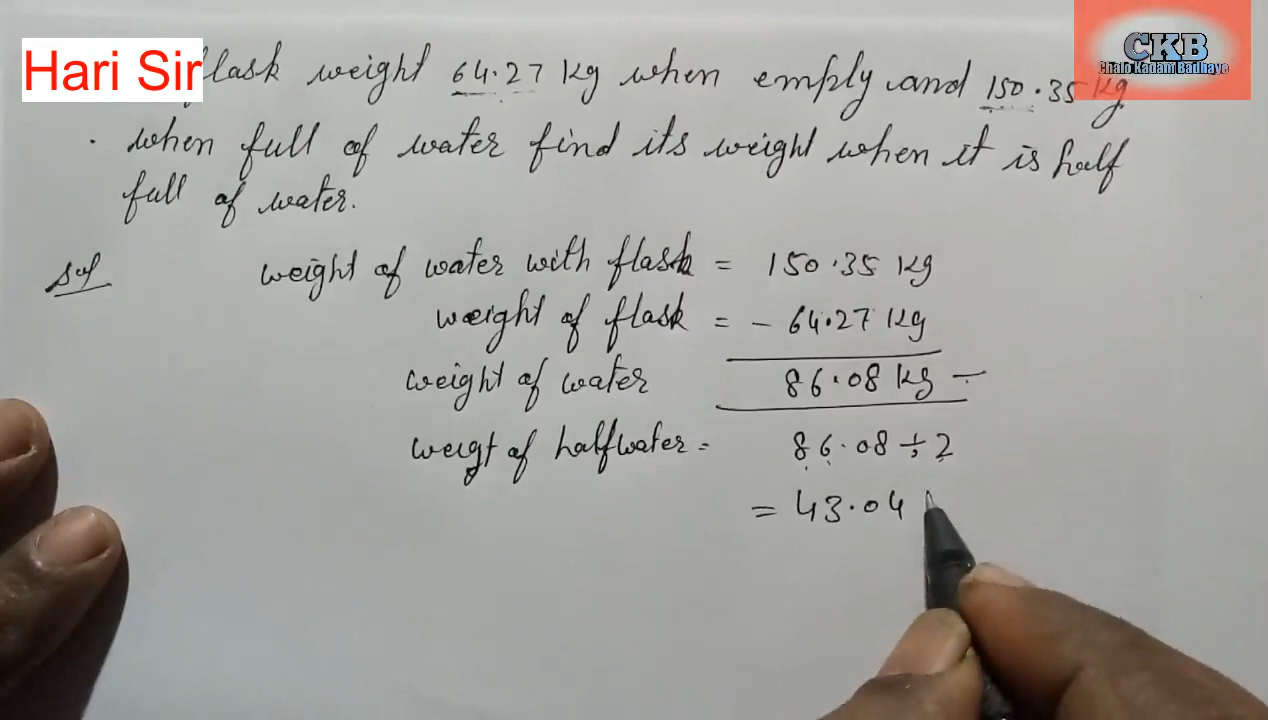 Hari Sir
CKB
Chalo Kadam Badhaye
flask weight 64.27 Kg when emply and 150.35 Kg
when full of water find its weight when it is half
full of water.
Sol
weight of water with flask = 150.35 Kg
weight of flask = - 64.27 Kg
weight of water 86.08 Kg
weigt of half water = 86.08 ÷ 2
= 43.04